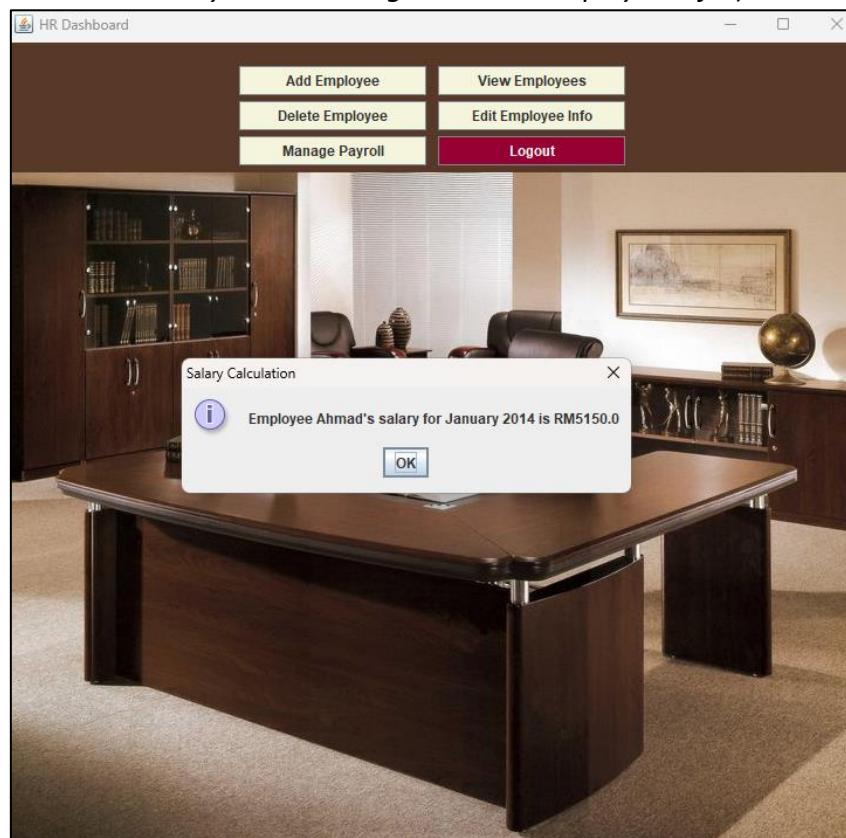 HR Dashboard
Add Employee View Employees
Delete Employee Edit Employee Info
Manage Payroll Logout
Salary Calculation
Employee Ahmad's salary for January 2014 is RM5150.0
OK